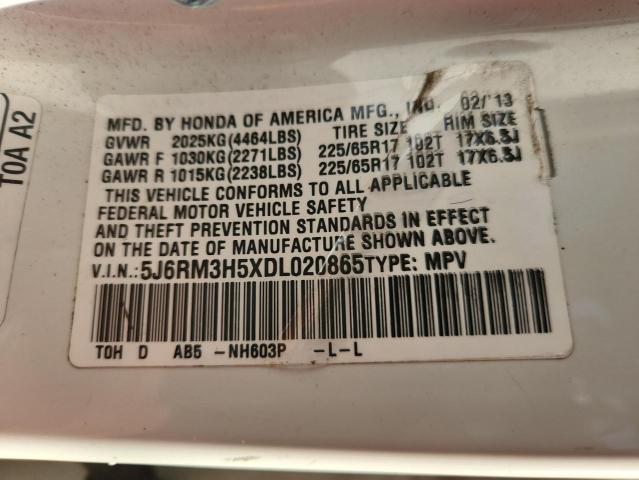 MFD. BY HONDA OF AMERICA MFG., INC. 02/'13
GVWR 2025KG(4464LBS) TIRE SIZE RIM SIZE
GAWR F 1030KG(2271LBS) 225/65R17 102T 17X6.5J
GAWR R 1015KG(2238LBS) 225/65R17 102T 17X6.5J
THIS VEHICLE CONFORMS TO ALL APPLICABLE
FEDERAL MOTOR VEHICLE SAFETY
AND THEFT PREVENTION STANDARDS IN EFFECT
ON THE DATE OF MANUFACTURE SHOWN ABOVE.
V.I.N.:5J6RM3H5XDL020865TYPE: MPV
TOH D AB5 -NH603P -L-L
TOA A2